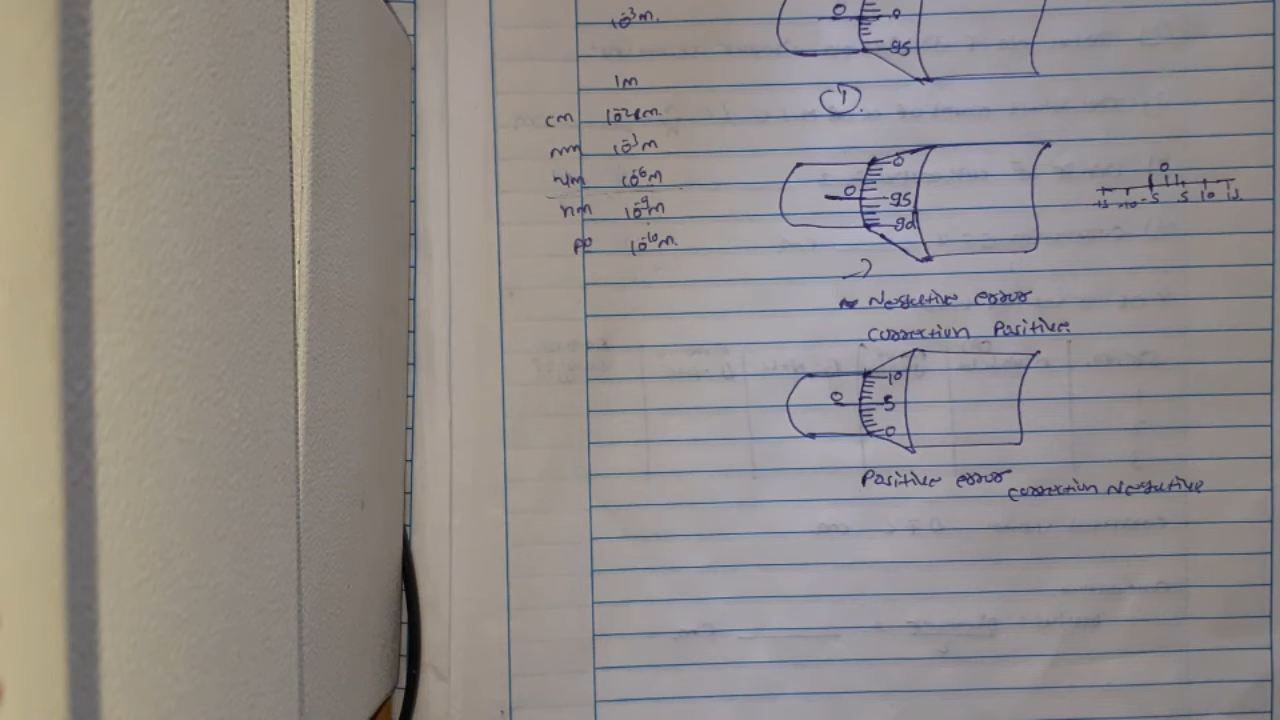 10⁻³m.
0
0
95
1m
1
cm 10⁻²m
mm 10⁻³m
0
0
95
90
0
-15 -10 -5 5 10 15
μm 10⁻⁶m
nm 10⁻⁹m
10⁻¹⁰m.
Negative error
correction Positive.
10
0
5
0
Positive error
correction Negative